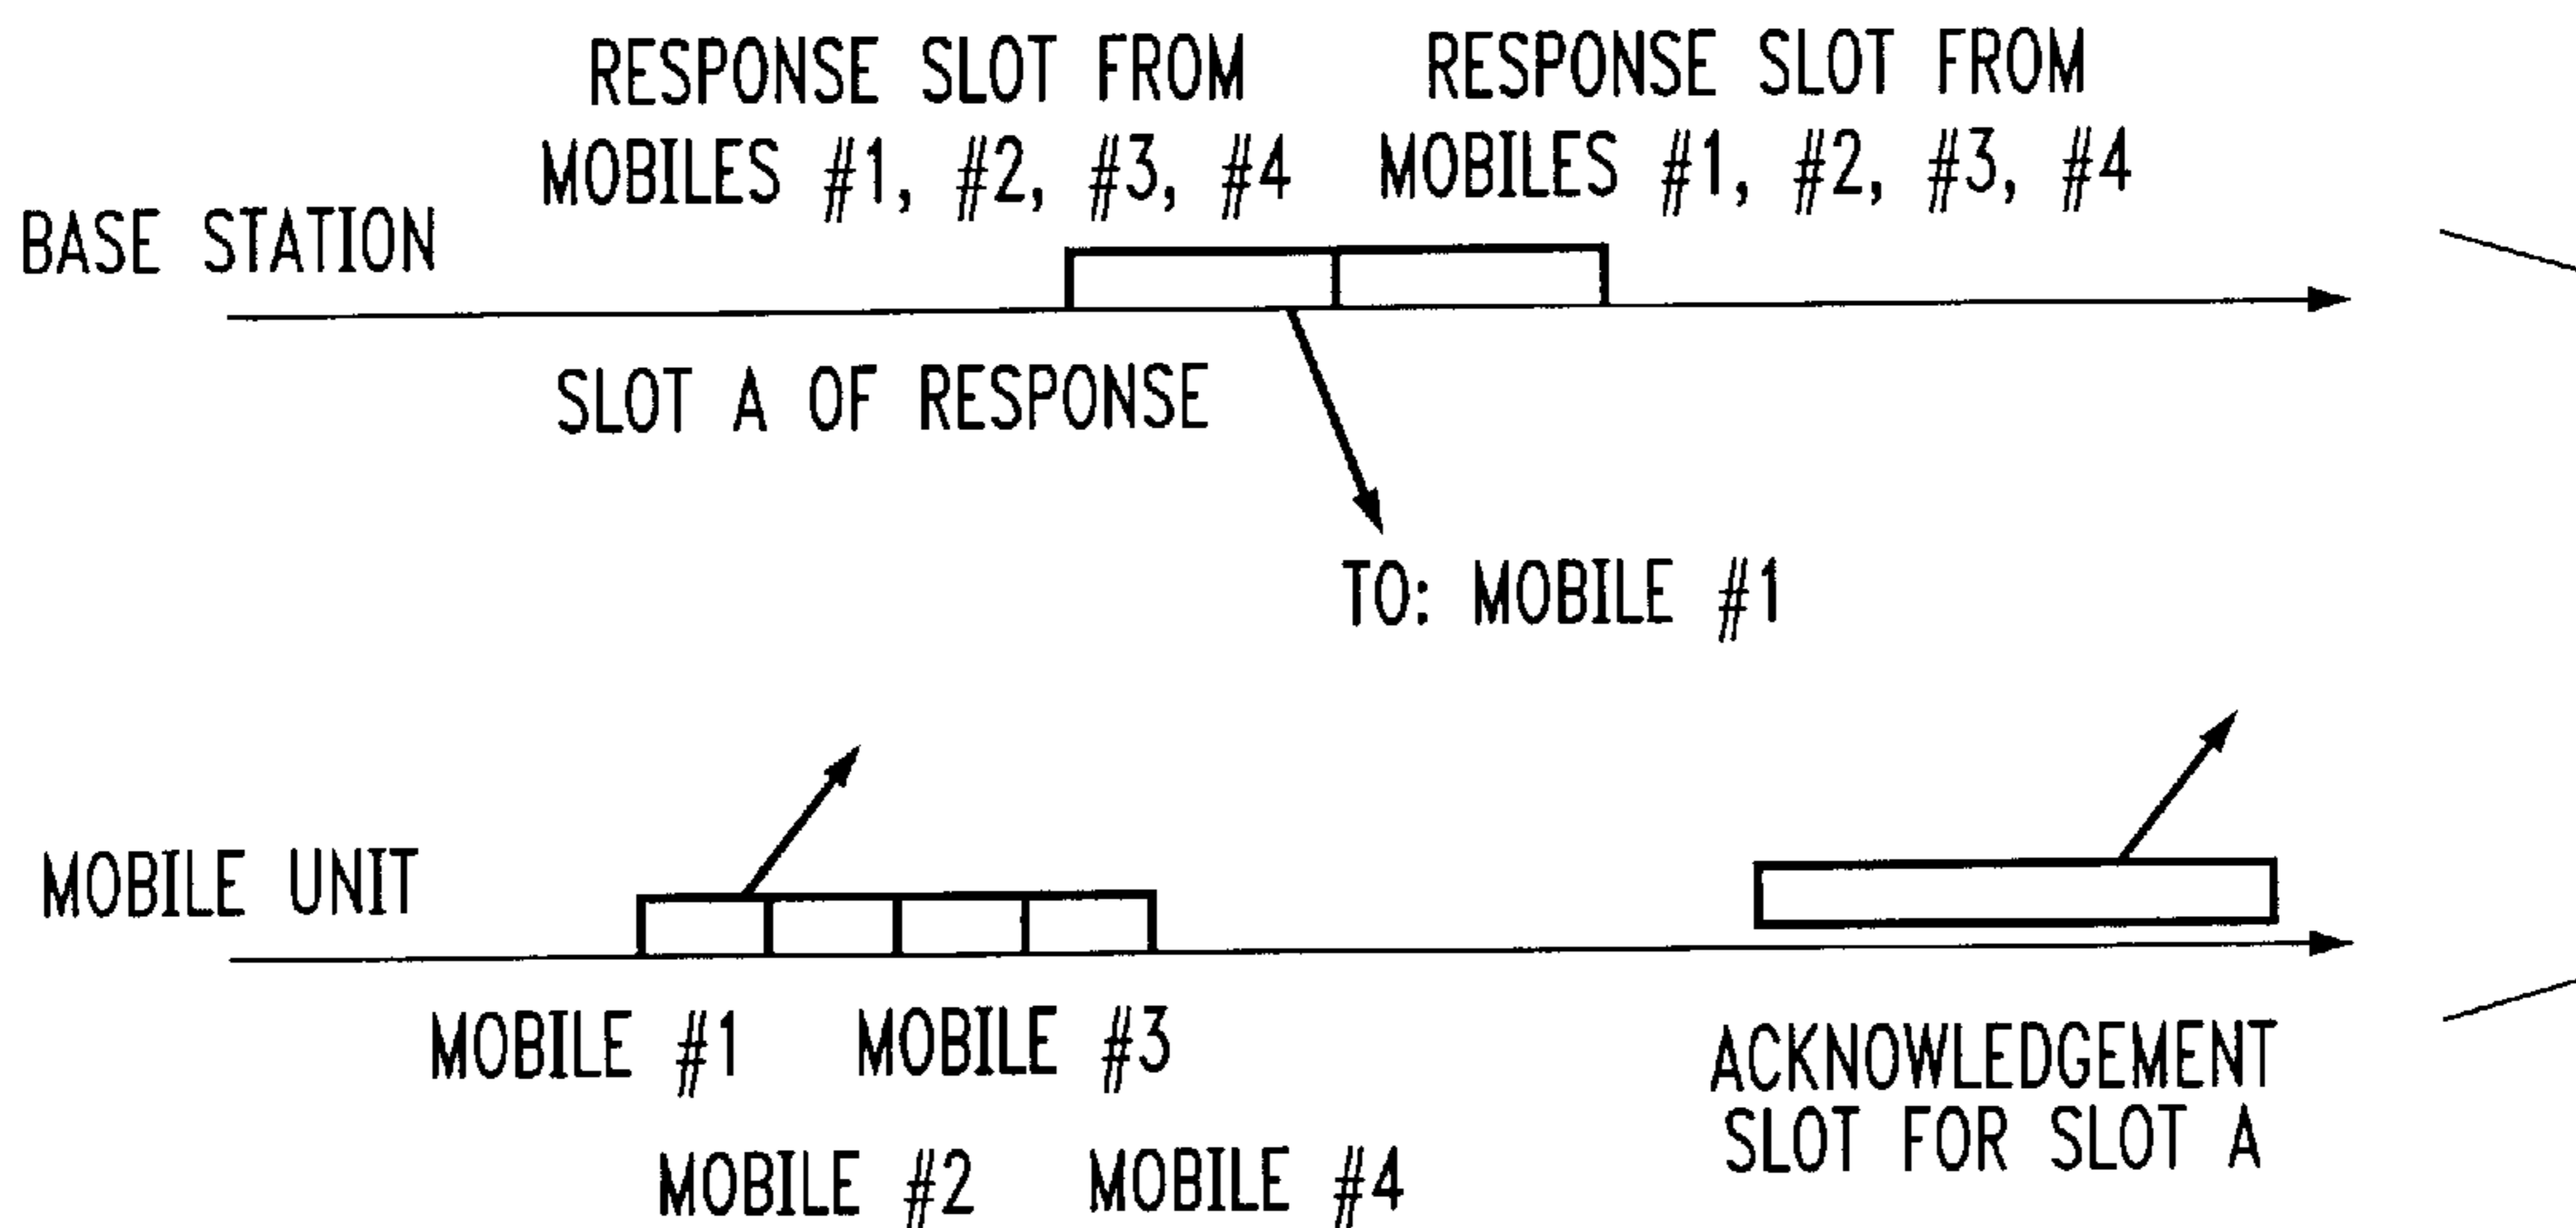 RESPONSE SLOT FROM
MOBILES #1, #2, #3, #4
RESPONSE SLOT FROM
MOBILES #1, #2, #3, #4
BASE STATION
SLOT A OF RESPONSE
TO: MOBILE #1
MOBILE UNIT
MOBILE #1
MOBILE #3
MOBILE #2
MOBILE #4
ACKNOWLEDGEMENT
SLOT FOR SLOT A